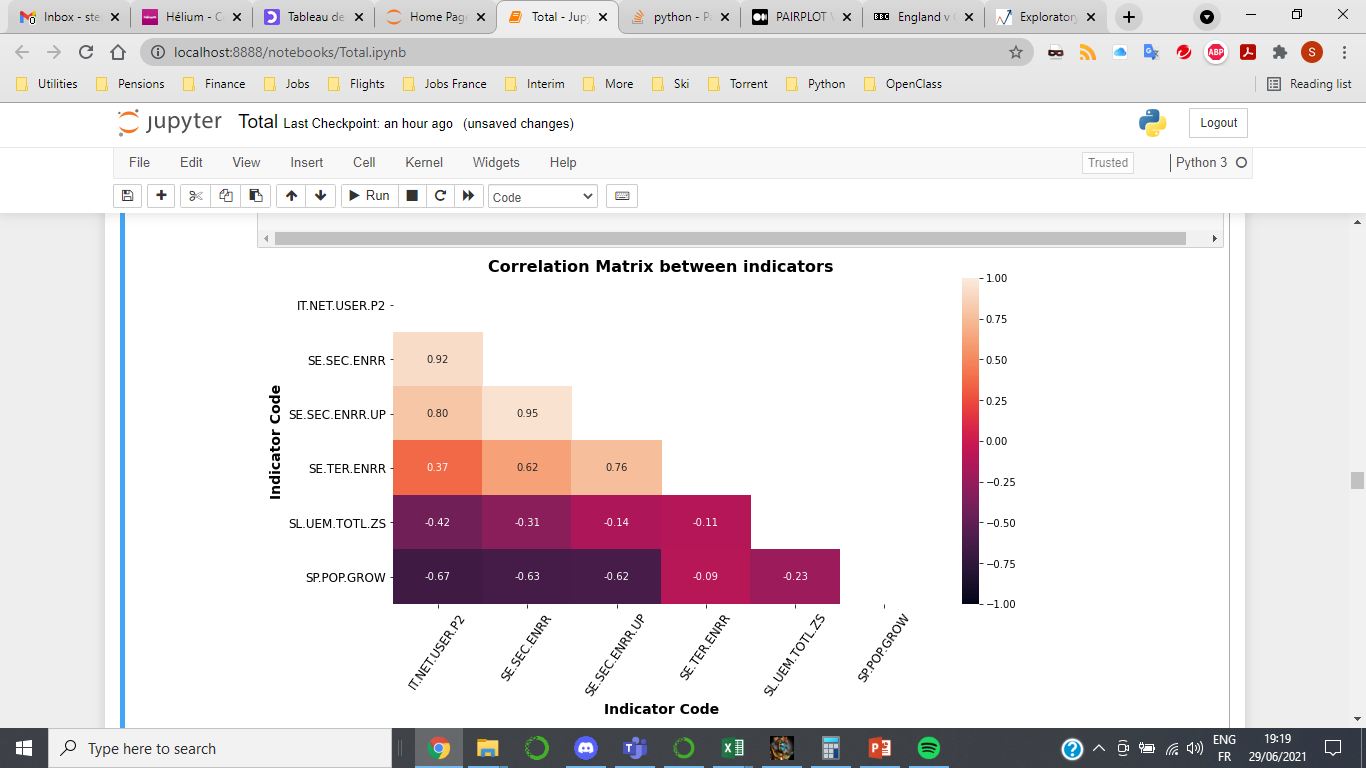 Inbox - ste
Hélium - C
Tableau de
Home Page
Total - Jup
python - P
PAIRPLOT
England v
Exploratory
localhost:8888/notebooks/Total.ipynb
ABP
S
Utilities
Pensions
Finance
Jobs
Flights
Jobs France
Interim
More
Ski
Torrent
Python
OpenClass
Reading list
jupyter Total Last Checkpoint: an hour ago (unsaved changes)
Logout
File Edit View Insert Cell Kernel Widgets Help
Trusted
Python 3
Run
Code
Correlation Matrix between indicators
IT.NET.USER.P2
SE.SEC.ENRR
0.92
SE.SEC.ENRR.UP
0.80 0.95
SE.TER.ENRR
0.37 0.62 0.76
SL.UEM.TOTL.ZS
-0.42 -0.31 -0.14 -0.11
SP.POP.GROW
-0.67 -0.63 -0.62 -0.09 -0.23
Indicator Code
IT.NET.USER.P2
SE.SEC.ENRR
SE.SEC.ENRR.UP
SE.TER.ENRR
SL.UEM.TOTL.ZS
SP.POP.GROW
Indicator Code
1.00
0.75
0.50
0.25
0.00
−0.25
−0.50
−0.75
−1.00
Type here to search
ENG
FR
19:19
29/06/2021